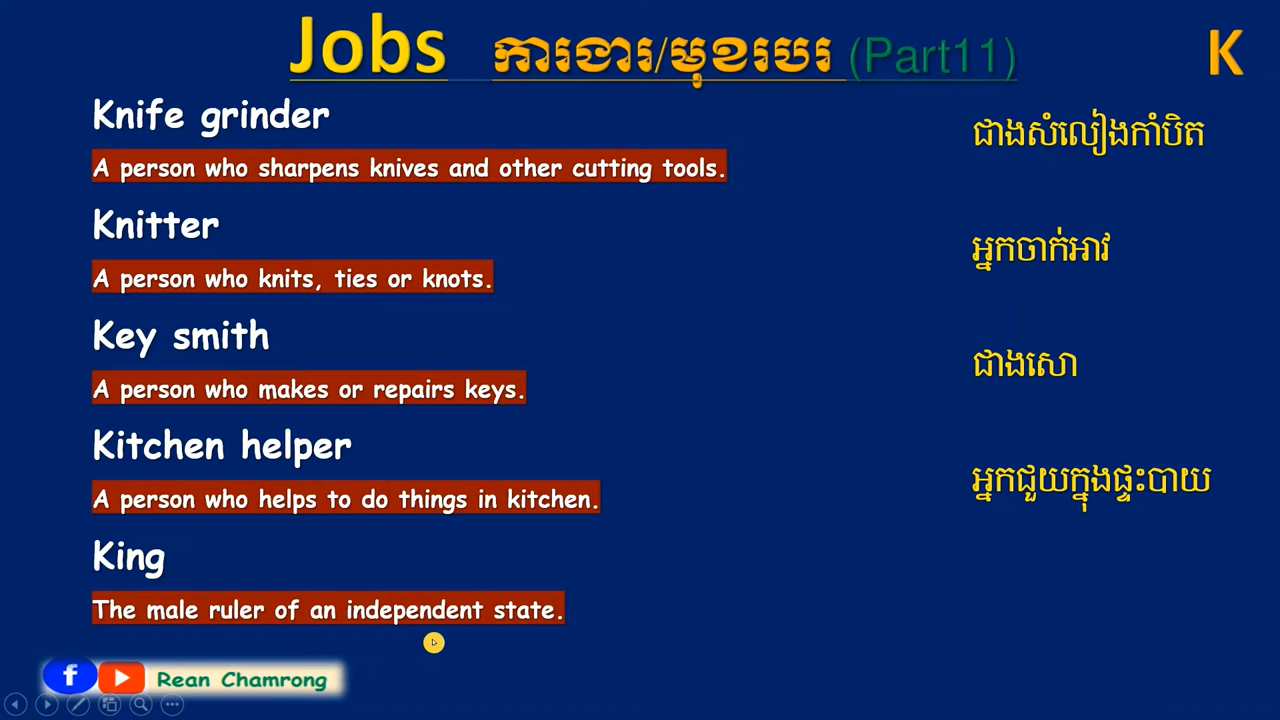 Jobs ការងារ/មុខរបរ (Part11) K
Knife grinder
ជាងសំលៀងកាំបិត
A person who sharpens knives and other cutting tools.
Knitter
អ្នកចាក់អាវ
A person who knits, ties or knots.
Key smith
ជាងសោ
A person who makes or repairs keys.
Kitchen helper
អ្នកជួយក្នុងផ្ទះបាយ
A person who helps to do things in kitchen.
King
The male ruler of an independent state.
f Rean Chamrong